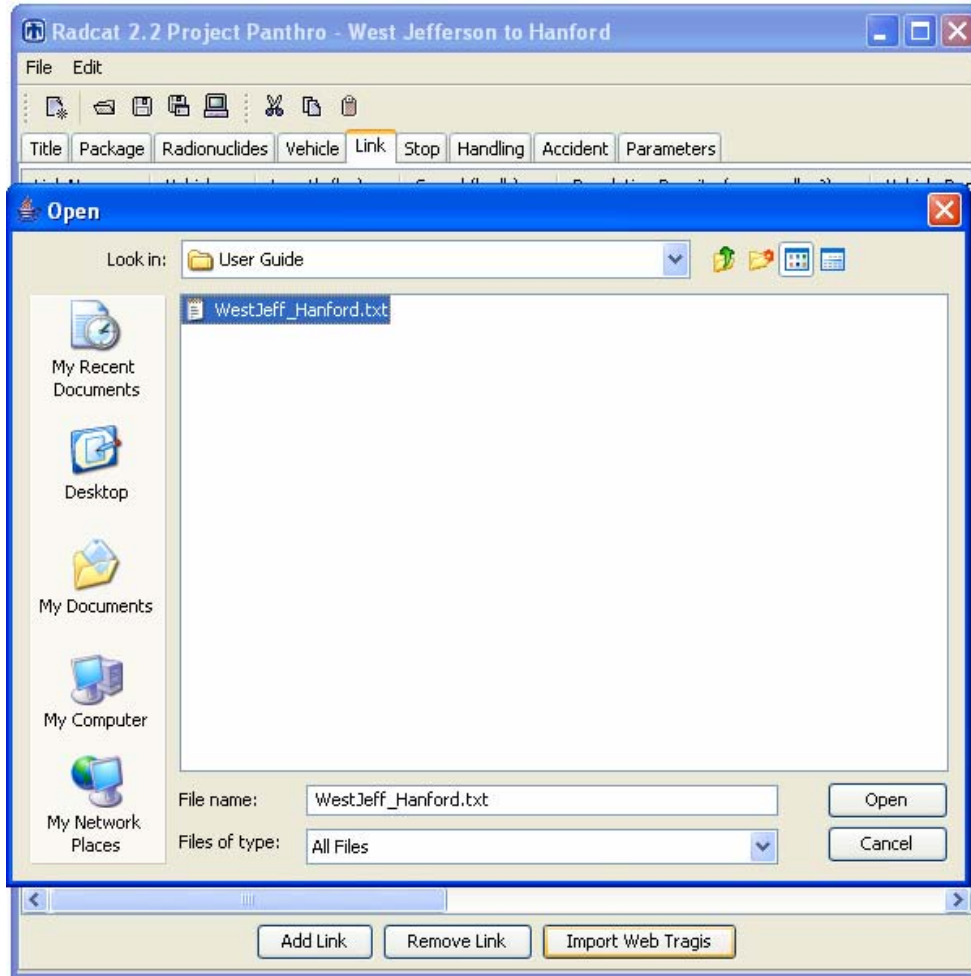 Radcat 2.2 Project Panthro - West Jefferson to Hanford
File Edit
Title Package Radionuclides Vehicle Link Stop Handling Accident Parameters
Open
Look in: User Guide
WestJeff_Hanford.txt
My Recent
Documents
Desktop
My Documents
My Computer
My Network
Places
File name: WestJeff_Hanford.txt
Files of type: All Files
Open
Cancel
Add Link Remove Link Import Web Tragis